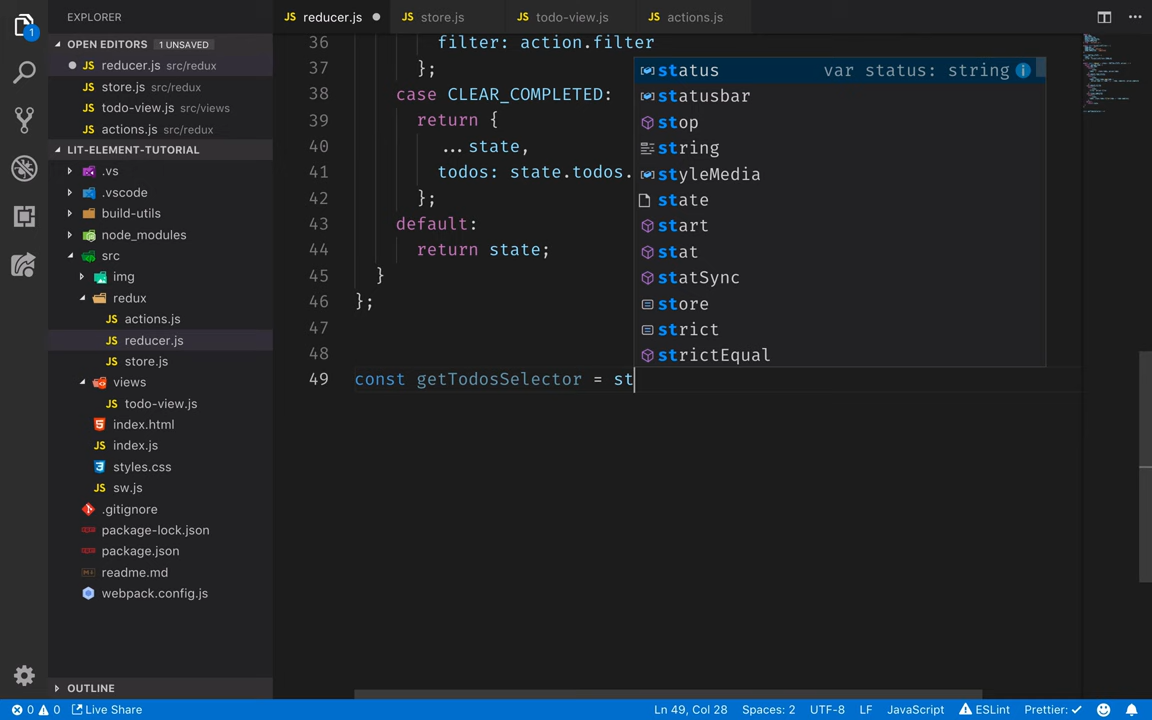 EXPLORER
JS reducer.js
JS store.js
JS todo-view.js
JS actions.js
1
OPEN EDITORS 1 UNSAVED
JS reducer.js src/redux
JS store.js src/redux
JS todo-view.js src/views
JS actions.js src/redux
LIT-ELEMENT-TUTORIAL
.vs
.vscode
build-utils
node_modules
src
img
redux
JS actions.js
JS reducer.js
JS store.js
views
JS todo-view.js
index.html
JS index.js
styles.css
JS sw.js
.gitignore
package-lock.json
package.json
readme.md
webpack.config.js
OUTLINE
36 filter: action.filter
37 };
38 case CLEAR_COMPLETED:
39 return {
40 ...state,
41 todos: state.todos.
42 };
43 default:
44 return state;
45 }
46 };
47
48
49 const getTodosSelector = st
status var status: string
statusbar
stop
string
styleMedia
state
start
stat
statSync
store
strict
strictEqual
0 0 Live Share Ln 49, Col 28 Spaces: 2 UTF-8 LF JavaScript ESLint Prettier: ✓